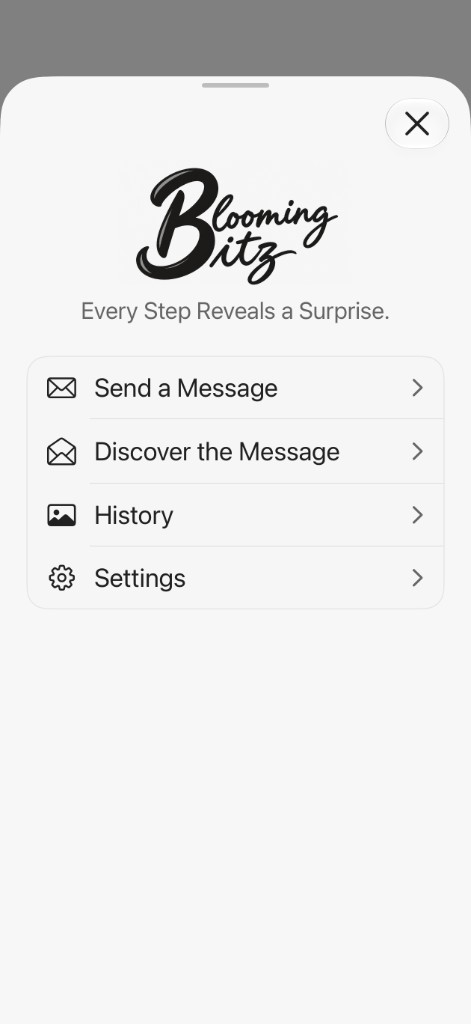 Blooming
Bitz
Every Step Reveals a Surprise.
Send a Message
Discover the Message
History
Settings